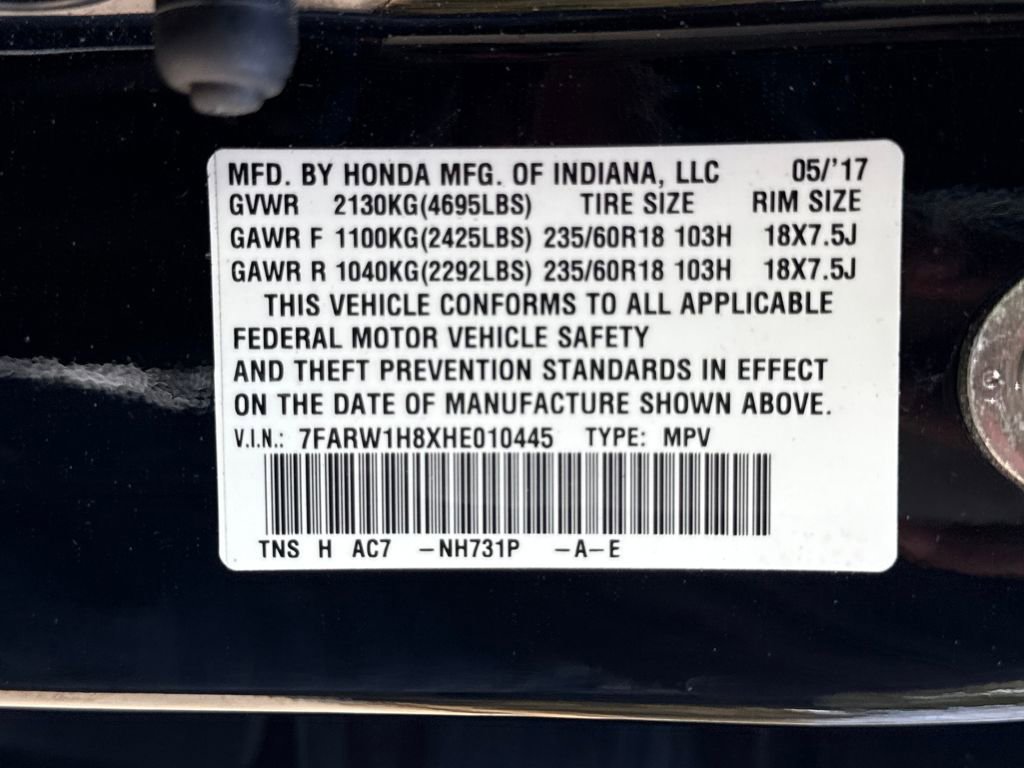 MFD. BY HONDA MFG. OF INDIANA, LLC 05/'17
GVWR 2130KG(4695LBS) TIRE SIZE RIM SIZE
GAWR F 1100KG(2425LBS) 235/60R18 103H 18X7.5J
GAWR R 1040KG(2292LBS) 235/60R18 103H 18X7.5J
THIS VEHICLE CONFORMS TO ALL APPLICABLE
FEDERAL MOTOR VEHICLE SAFETY
AND THEFT PREVENTION STANDARDS IN EFFECT
ON THE DATE OF MANUFACTURE SHOWN ABOVE.
V.I.N.: 7FARW1H8XHE010445 TYPE: MPV
TNS H AC7 -NH731P -A-E